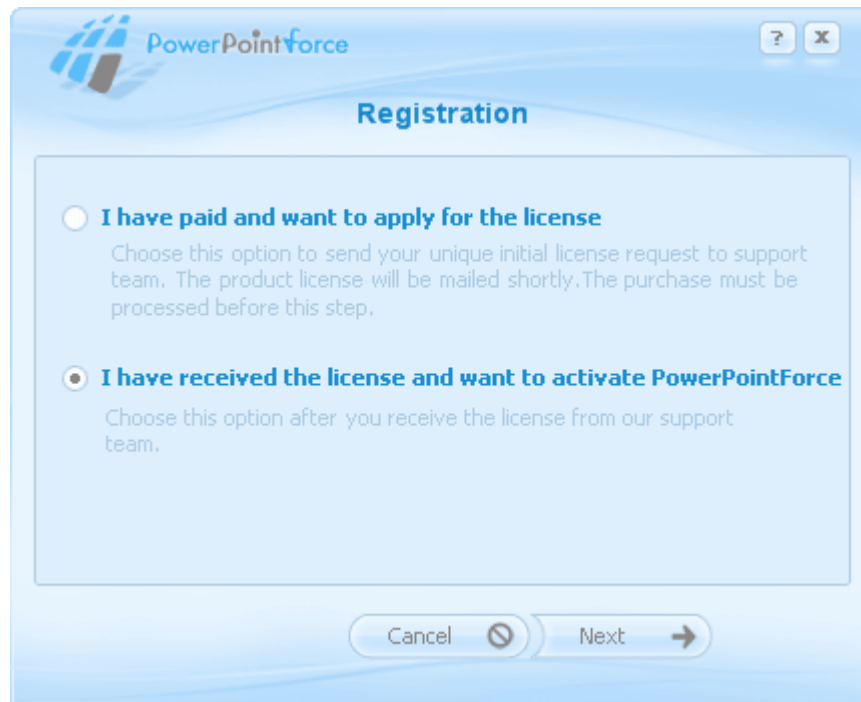 PowerPointforce
? x
Registration
I have paid and want to apply for the license
Choose this option to send your unique initial license request to support
team. The product license will be mailed shortly.The purchase must be
processed before this step.
I have received the license and want to activate PowerPointForce
Choose this option after you receive the license from our support
team.
Cancel
Next